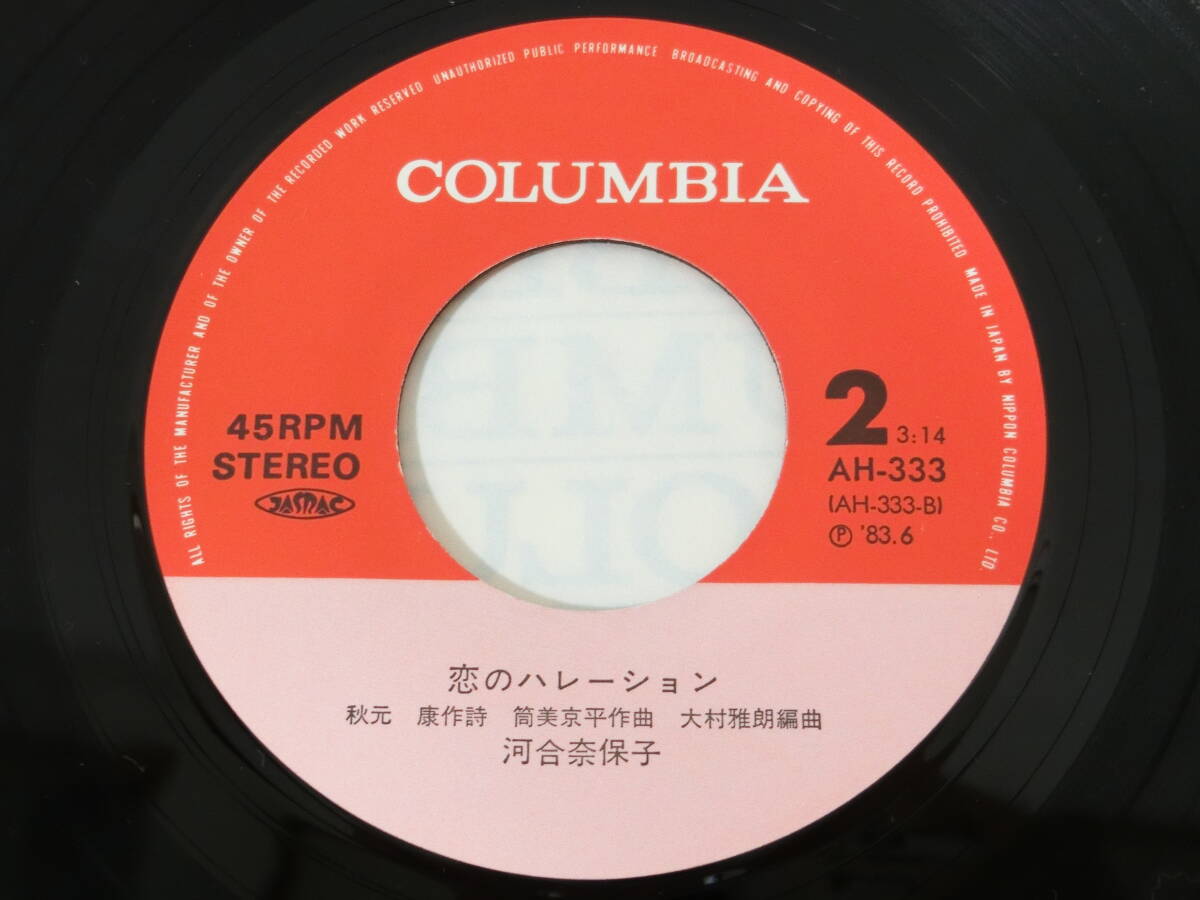 ALL RIGHTS OF THE MANUFACTURER AND OF THE OWNER OF THE RECORDED WORK RESERVED UNAUTHORIZED PUBLIC PERFORMANCE BROADCASTING AND COPYING OF THIS RECORD PROHIBITED MADE IN JAPAN BY NIPPON COLUMBIA CO., LTD.
COLUMBIA
45RPM
STEREO
JASRAC
2 3:14
AH-333
(AH-333-B)
Ⓟ '83.6
恋のハレーション
秋元 康作詩 筒美京平作曲 大村雅朗編曲
河合奈保子